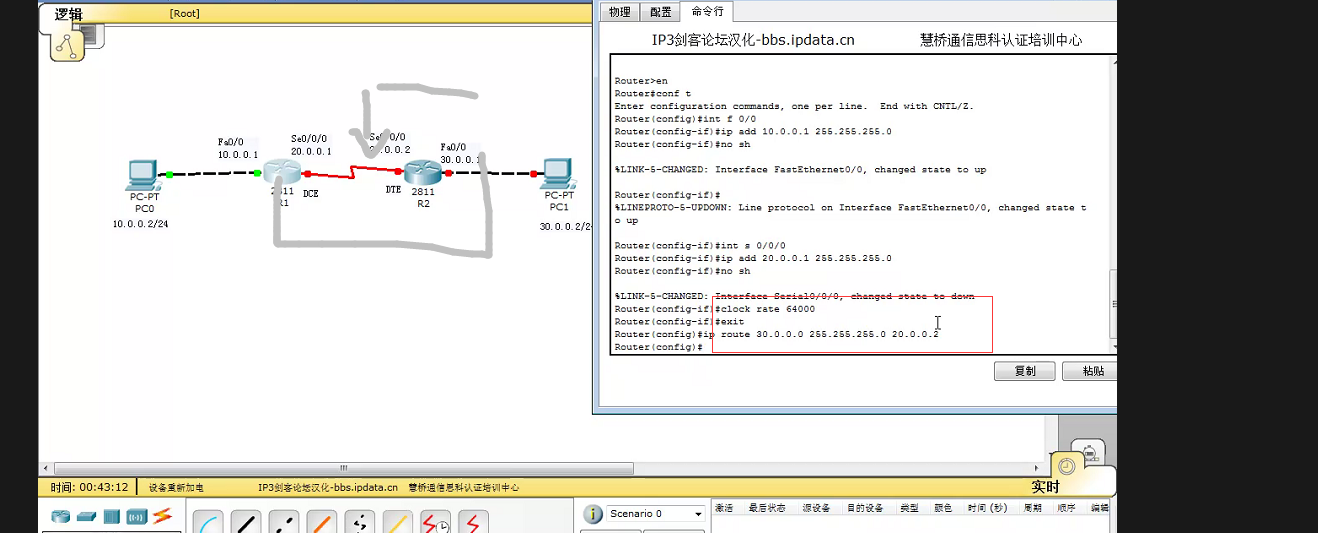 逻辑
[Root]
Fa0/0
10.0.0.1
Se0/0/0
20.0.0.1
0.0.2
Fa0/0
30.0.0.1
PC-PT
PC0
10.0.0.2/24
2811
R1
DCE
DTE
2811
R2
PC-PT
PC1
30.0.0.2/2
物理 配置 命令行
IP3剑客论坛汉化-bbs.ipdata.cn 慧桥通信思科认证培训中心
Router>en
Router#conf t
Enter configuration commands, one per line. End with CNTL/Z.
Router(config)#int f 0/0
Router(config-if)#ip add 10.0.0.1 255.255.255.0
Router(config-if)#no sh
%LINK-5-CHANGED: Interface FastEthernet0/0, changed state to up
Router(config-if)#
%LINEPROTO-5-UPDOWN: Line protocol on Interface FastEthernet0/0, changed state t
o up
Router(config-if)#int s 0/0/0
Router(config-if)#ip add 20.0.0.1 255.255.255.0
Router(config-if)#no sh
%LINK-5-CHANGED: Interface Serial0/0/0, changed state to down
Router(config-if)#clock rate 64000
Router(config-if)#exit
Router(config)#ip route 30.0.0.0 255.255.255.0 20.0.0.2
Router(config)#
复制 粘贴
时间: 00:43:12 设备重新加电 IP3剑客论坛汉化-bbs.ipdata.cn 慧桥通信思科认证培训中心
实时
Scenario 0
激活 最后状态 源设备 目的设备 类型 颜色 时间 (秒) 周期 顺序 编辑